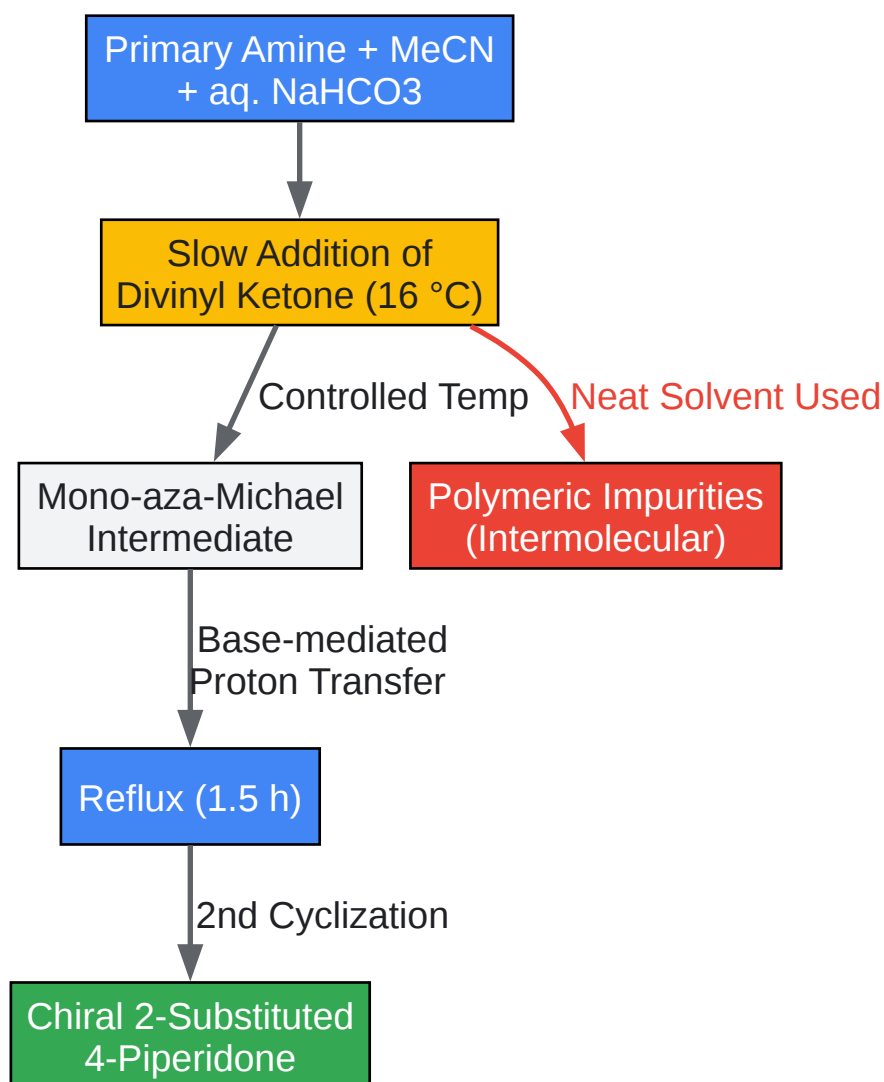 Primary Amine + MeCN
+ aq. NaHCO3
Slow Addition of
Divinyl Ketone (16 °C)
Controlled Temp
Neat Solvent Used
Mono-aza-Michael
Intermediate
Polymeric Impurities
(Intermolecular)
Base-mediated
Proton Transfer
Reflux (1.5 h)
2nd Cyclization
Chiral 2-Substituted
4-Piperidone